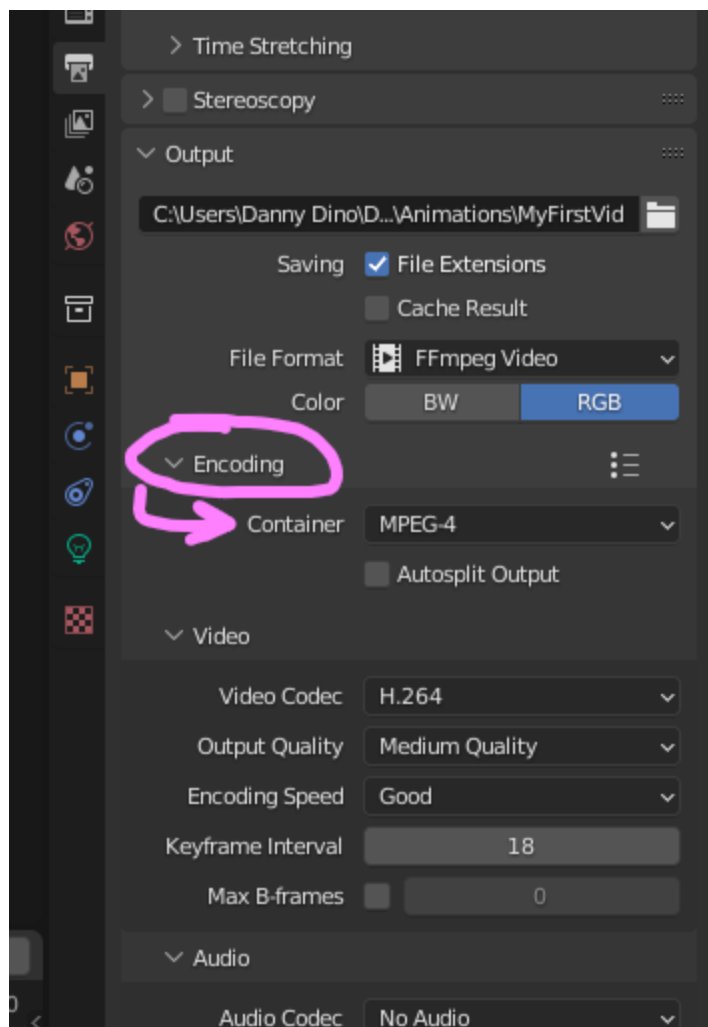 Time Stretching
Stereoscopy
Output
C:\Users\Danny Dino\D...\Animations\MyFirstVid
Saving File Extensions
Cache Result
File Format FFmpeg Video
Color BW RGB
Encoding
Container MPEG-4
Autosplit Output
Video
Video Codec H.264
Output Quality Medium Quality
Encoding Speed Good
Keyframe Interval 18
Max B-frames 0
Audio
0
Audio Codec No Audio